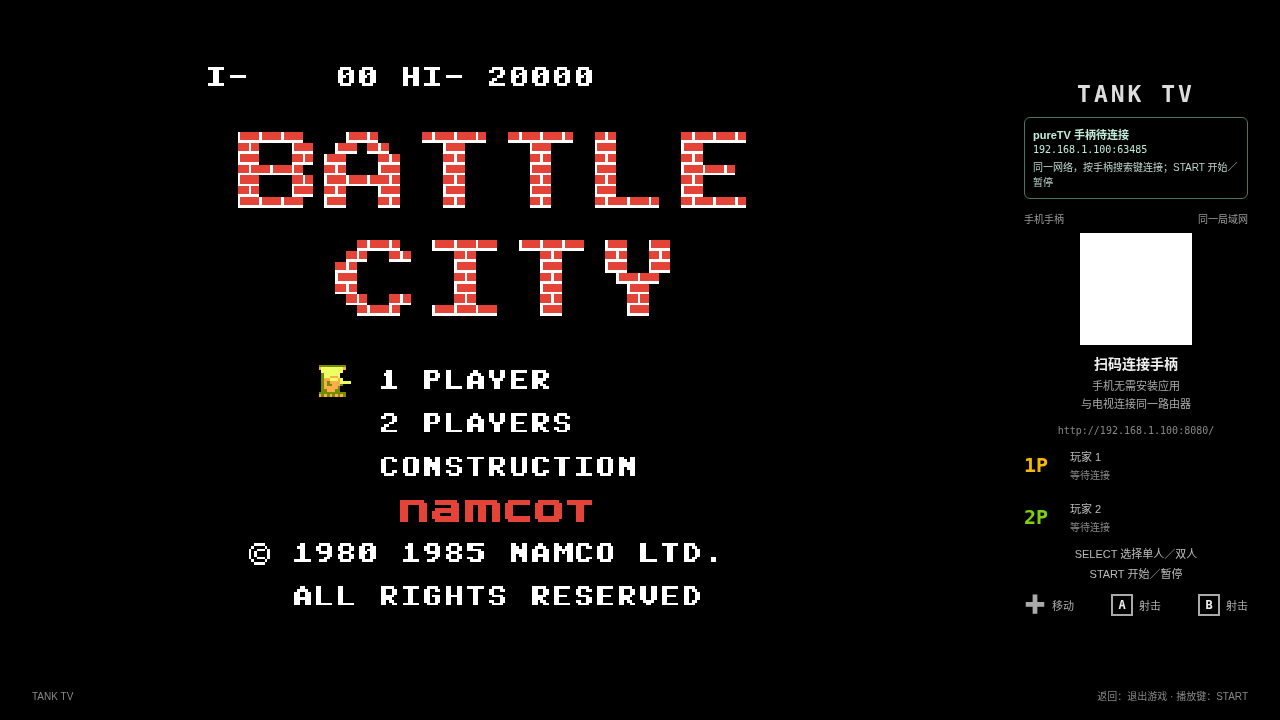 I-     00 HI- 20000
BATTLE
CITY
1 PLAYER
2 PLAYERS
CONSTRUCTION
namcot
© 1980 1985 NAMCO LTD.
ALL RIGHTS RESERVED
TANK TV
TANK TV
pureTV 手柄待连接
192.168.1.100:63485
同一网络，按手柄搜索键连接；START 开始／
暂停
手机手柄 同一局域网
扫码连接手柄
手机无需安装应用
与电视连接同一路由器
http://192.168.1.100:8080/
1P 玩家 1
等待连接
2P 玩家 2
等待连接
SELECT 选择单人／双人
START 开始／暂停
移动 A 射击 B 射击
返回：退出游戏 · 播放键：START